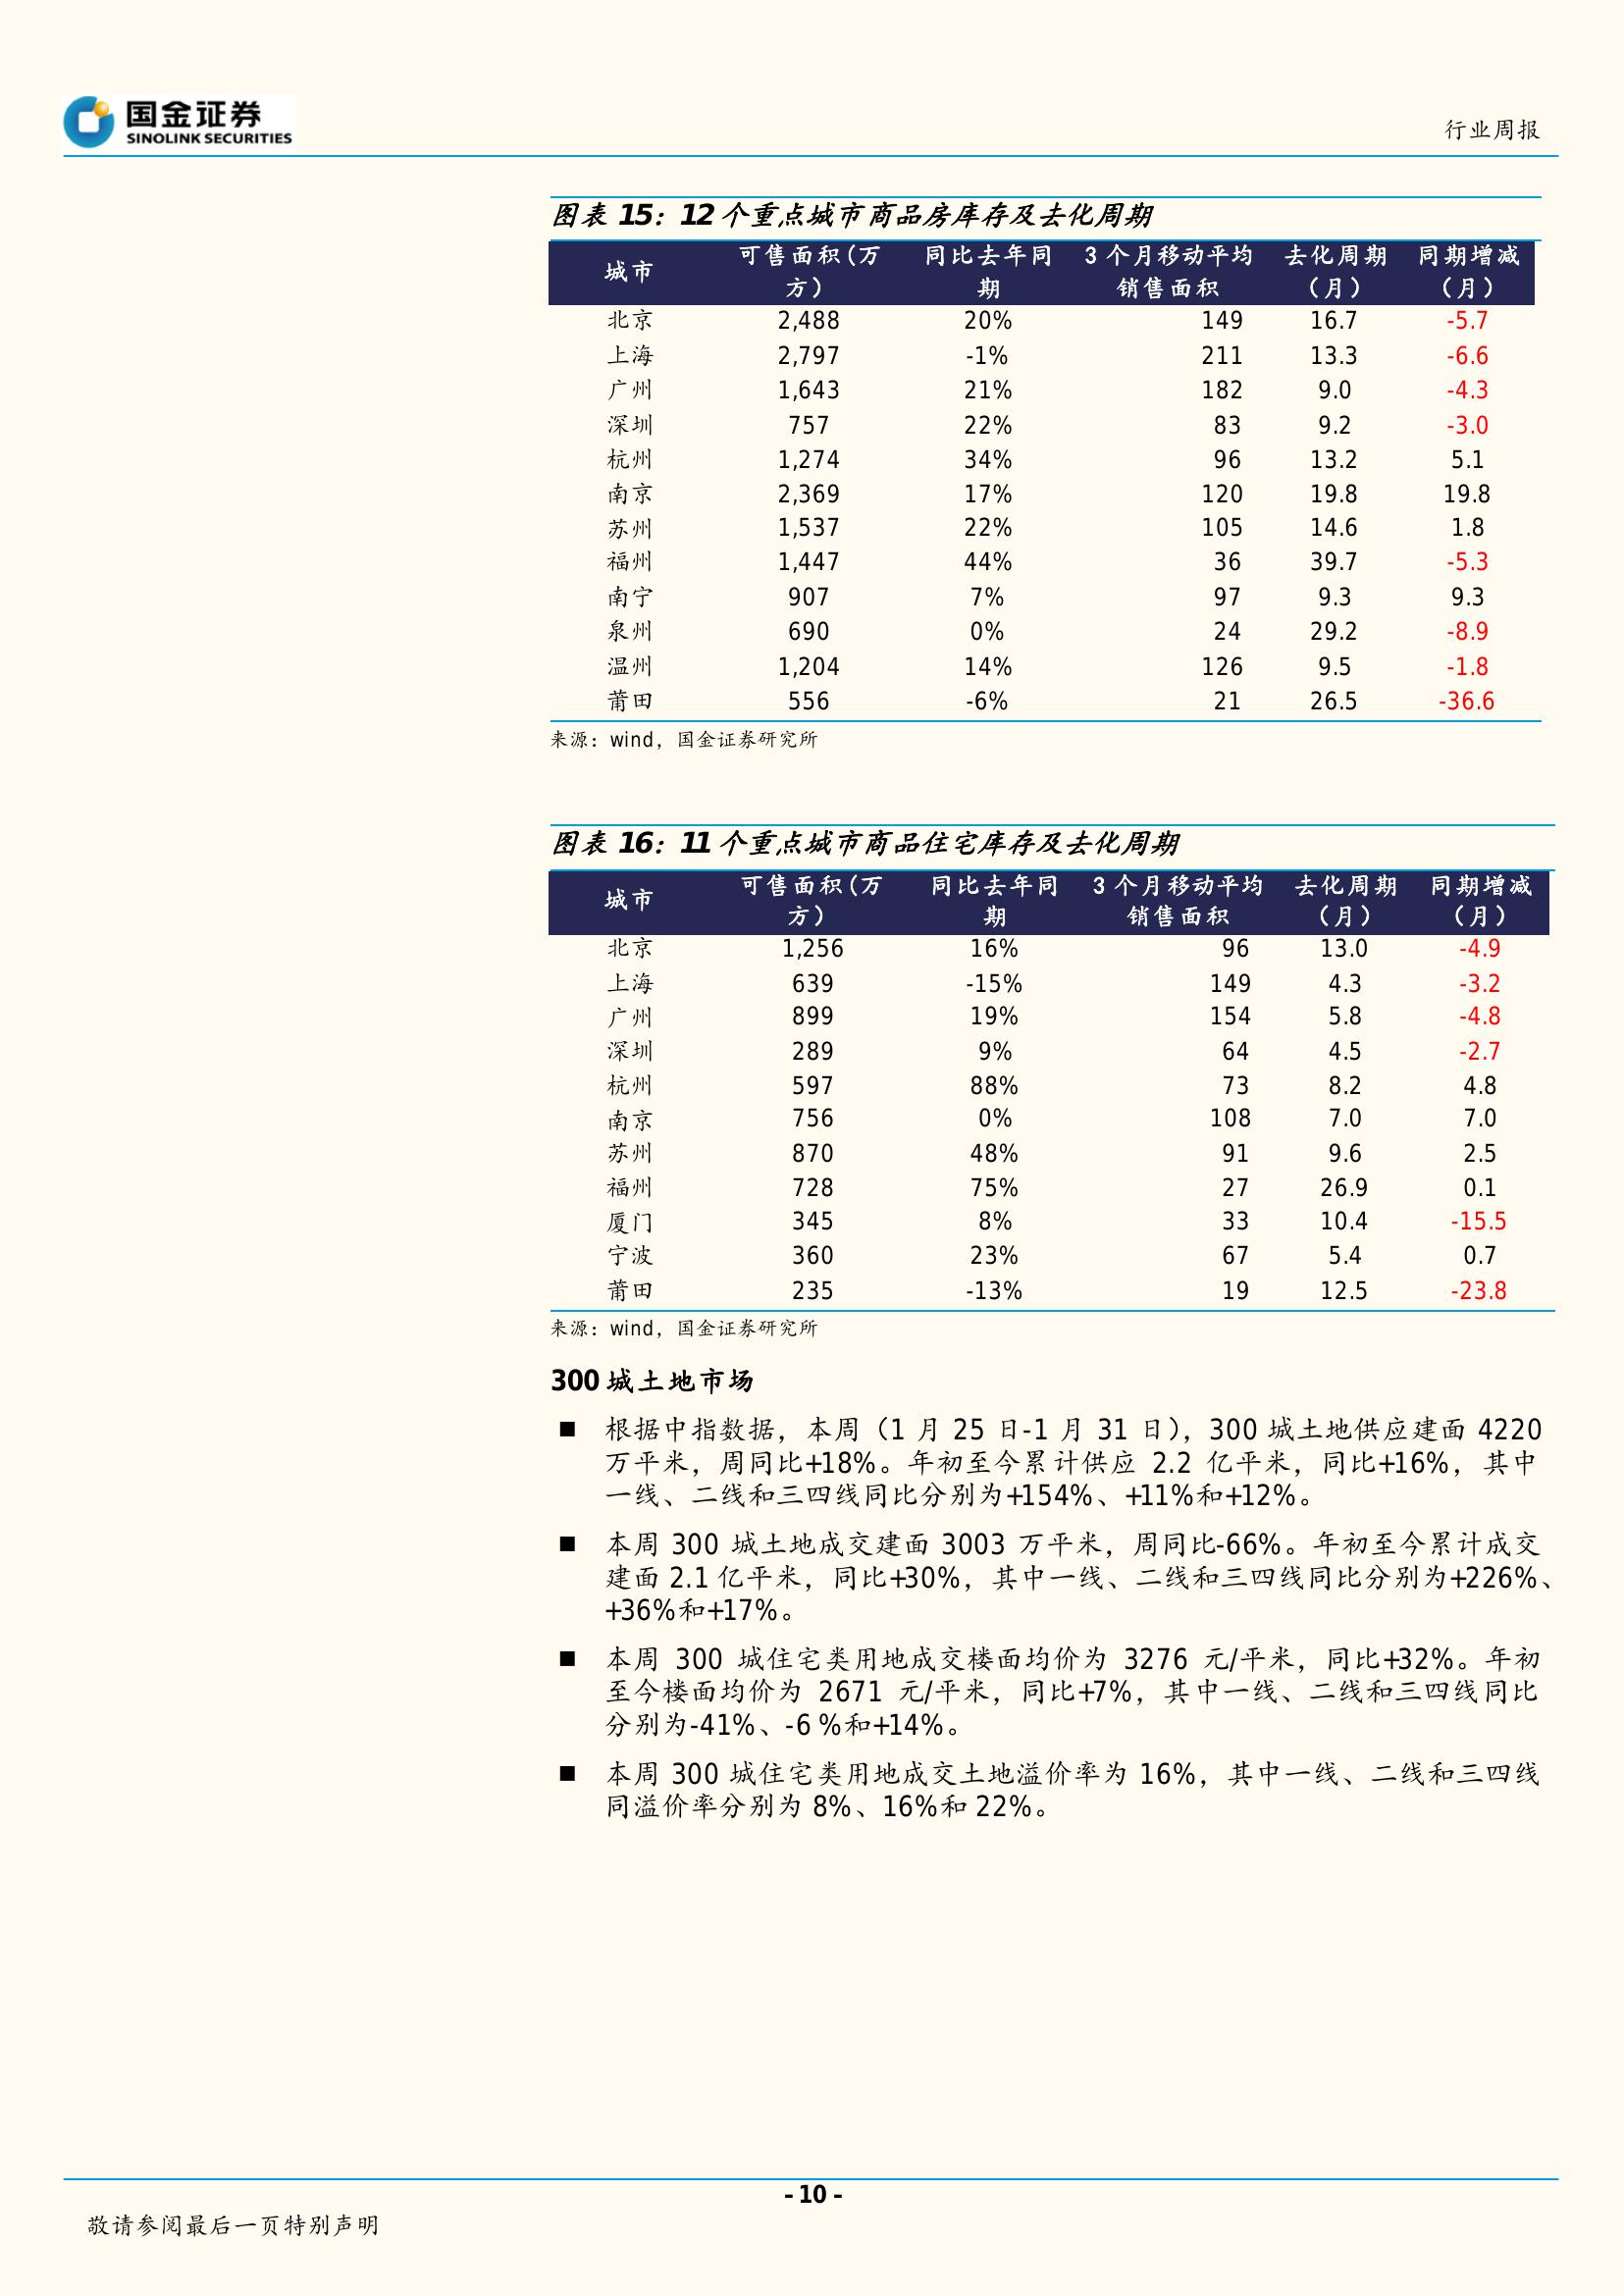 国金证券
SINOLINK SECURITIES
行业周报
图表 15：12 个重点城市商品房库存及去化周期
城市 可售面积(万方) 同比去年同期 3 个月移动平均销售面积 去化周期（月） 同期增减（月）
北京 2,488 20% 149 16.7 -5.7
上海 2,797 -1% 211 13.3 -6.6
广州 1,643 21% 182 9.0 -4.3
深圳 757 22% 83 9.2 -3.0
杭州 1,274 34% 96 13.2 5.1
南京 2,369 17% 120 19.8 19.8
苏州 1,537 22% 105 14.6 1.8
福州 1,447 44% 36 39.7 -5.3
南宁 907 7% 97 9.3 9.3
泉州 690 0% 24 29.2 -8.9
温州 1,204 14% 126 9.5 -1.8
莆田 556 -6% 21 26.5 -36.6
来源：wind，国金证券研究所
图表 16：11 个重点城市商品住宅库存及去化周期
城市 可售面积(万方) 同比去年同期 3 个月移动平均销售面积 去化周期（月） 同期增减（月）
北京 1,256 16% 96 13.0 -4.9
上海 639 -15% 149 4.3 -3.2
广州 899 19% 154 5.8 -4.8
深圳 289 9% 64 4.5 -2.7
杭州 597 88% 73 8.2 4.8
南京 756 0% 108 7.0 7.0
苏州 870 48% 91 9.6 2.5
福州 728 75% 27 26.9 0.1
厦门 345 8% 33 10.4 -15.5
宁波 360 23% 67 5.4 0.7
莆田 235 -13% 19 12.5 -23.8
来源：wind，国金证券研究所
300 城土地市场
■ 根据中指数据，本周（1 月 25 日-1 月 31 日），300 城土地供应建面 4220
万平米，周同比+18%。年初至今累计供应 2.2 亿平米，同比+16%，其中
一线、二线和三四线同比分别为+154%、+11%和+12%。
■ 本周 300 城土地成交建面 3003 万平米，周同比-66%。年初至今累计成交
建面 2.1 亿平米，同比+30%，其中一线、二线和三四线同比分别为+226%、
+36%和+17%。
■ 本周 300 城住宅类用地成交楼面均价为 3276 元/平米，同比+32%。年初
至今楼面均价为 2671 元/平米，同比+7%，其中一线、二线和三四线同比
分别为-41%、-6 %和+14%。
■ 本周 300 城住宅类用地成交土地溢价率为 16%，其中一线、二线和三四线
同溢价率分别为 8%、16%和 22%。
- 10 -
敬请参阅最后一页特别声明